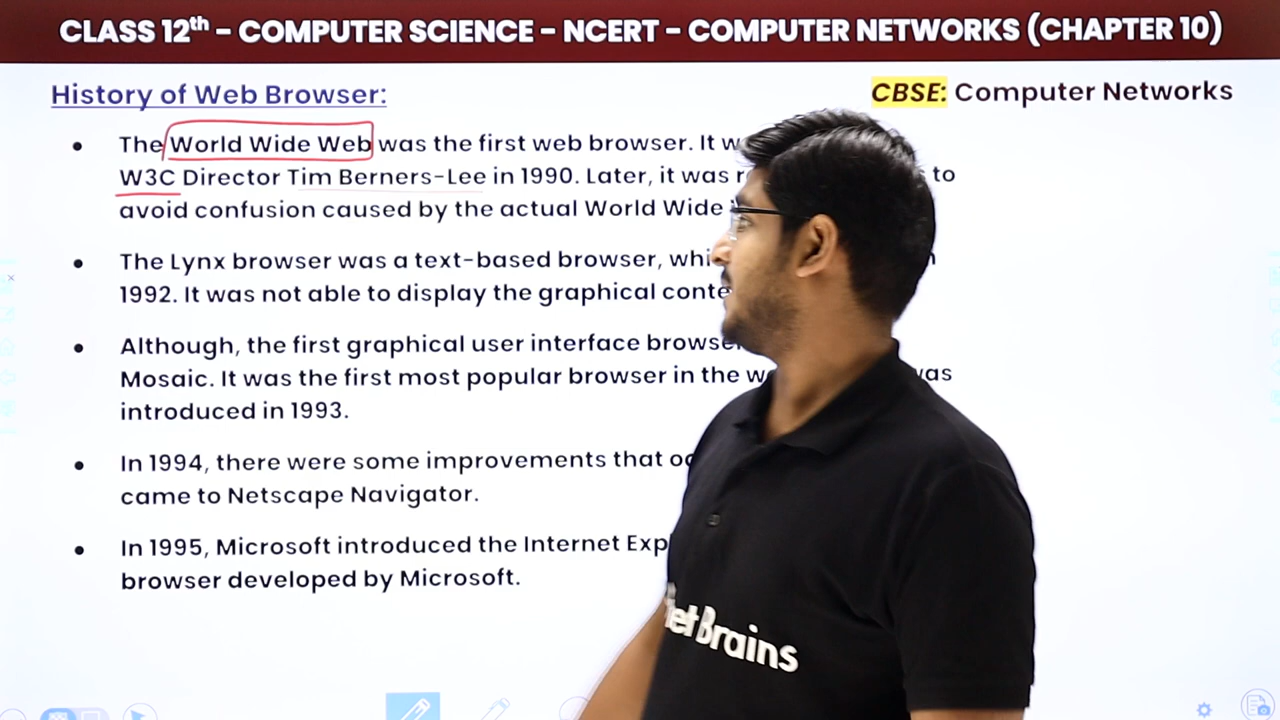 CLASS 12th – COMPUTER SCIENCE – NCERT – COMPUTER NETWORKS (CHAPTER 10)
History of Web Browser:
CBSE: Computer Networks
• The World Wide Web was the first web browser. It
W3C Director Tim Berners-Lee in 1990. Later, it was to
avoid confusion caused by the actual World Wide
• The Lynx browser was a text-based browser,
1992. It was not able to display the graphical
• Although, the first graphical user interface
Mosaic. It was the first most popular browser in the was
introduced in 1993.
• In 1994, there were some improvements that
came to Netscape Navigator.
• In 1995, Microsoft introduced the Internet
browser developed by Microsoft.
Brains